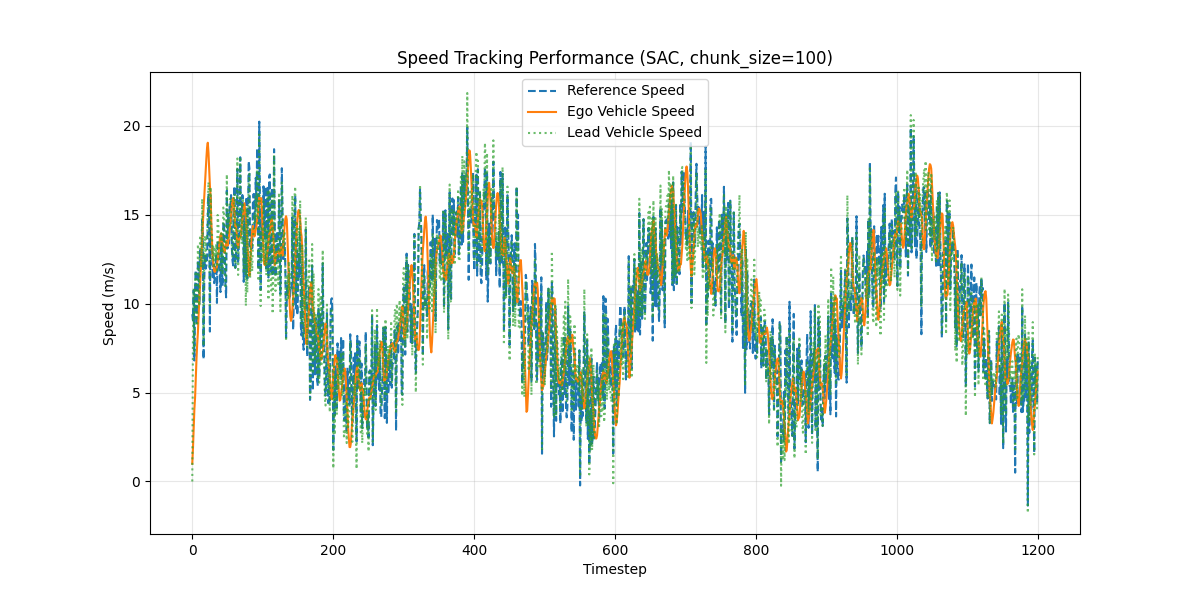 Speed Tracking Performance (SAC, chunk_size=100)
Reference Speed
Ego Vehicle Speed
Lead Vehicle Speed
Speed (m/s)
20
15
10
5
0
0 200 400 600 800 1000 1200
Timestep